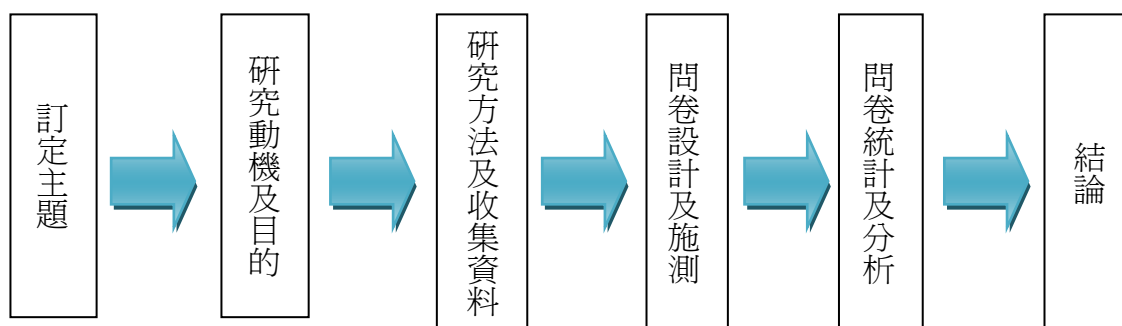 訂定主題
研究動機及目的
研究方法及收集資料
問卷設計及施測
問卷統計及分析
結論